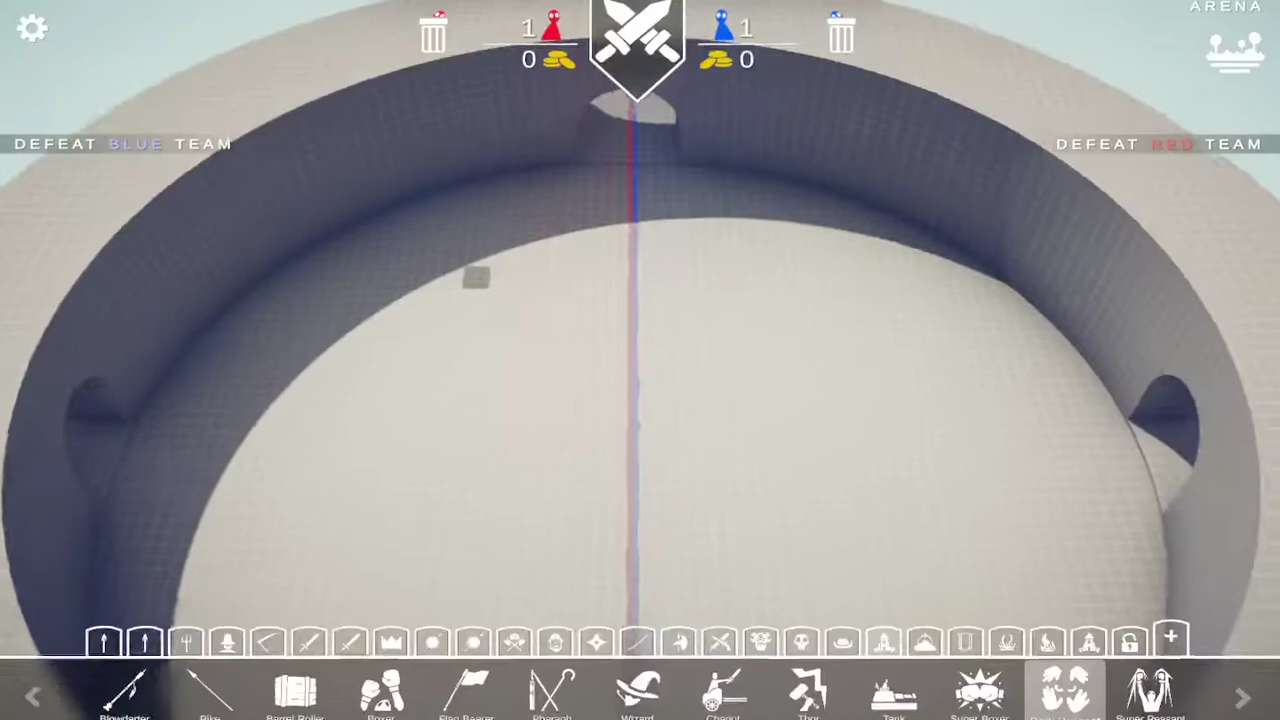 ARENA
1
1
0
0
DEFEAT BLUE TEAM
DEFEAT RED TEAM
Blowdarter
Pike
Barrel Roller
Boxer
Flag Bearer
Pharaoh
Wizard
Chariot
Thor
Tank
Super Boxer
Super Peasant